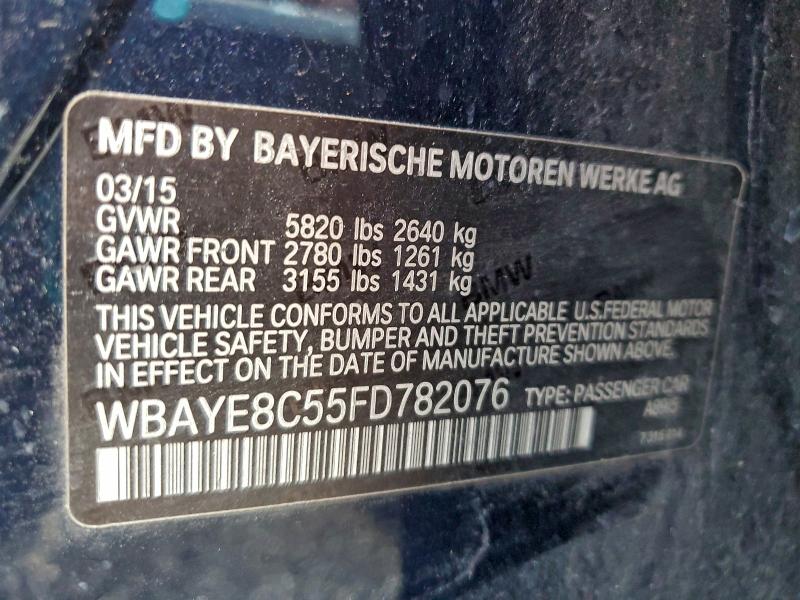 MFD BY BAYERISCHE MOTOREN WERKE AG
03/15
GVWR 5820 lbs 2640 kg
GAWR FRONT 2780 lbs 1261 kg
GAWR REAR 3155 lbs 1431 kg
THIS VEHICLE CONFORMS TO ALL APPLICABLE U.S.FEDERAL MOTOR
VEHICLE SAFETY, BUMPER AND THEFT PREVENTION STANDARDS
IN EFFECT ON THE DATE OF MANUFACTURE SHOWN ABOVE.
WBAYE8C55FD782076 TYPE: PASSENGER CAR